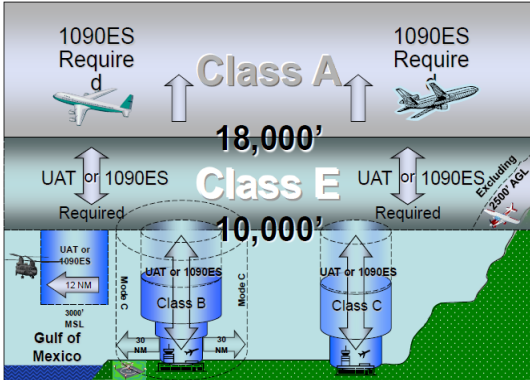 1090ES
Require
d
Class A
1090ES
Require
d
18,000’
UAT or 1090ES
Required
Class E
UAT or 1090ES
Required
Excluding
2500' AGL
10,000’
UAT or
1090ES
12 NM
3000'
MSL
Gulf of
Mexico
Mode C
UAT or 1090ES
Class B
Mode C
30
NM
30
NM
UAT or 1090ES
Class C